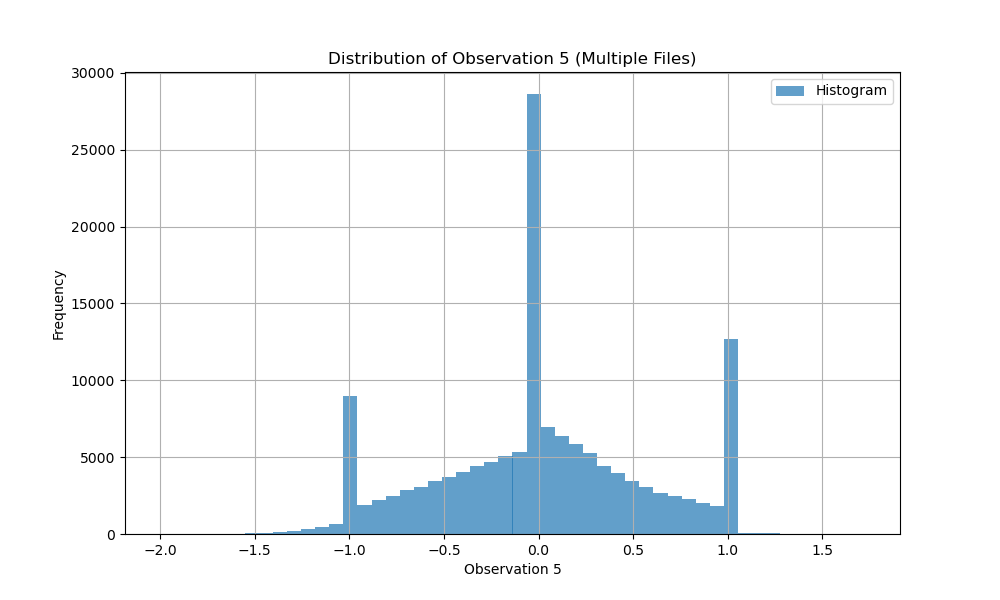 Distribution of Observation 5 (Multiple Files)
Histogram
30000
25000
20000
15000
10000
5000
0
Frequency
−2.0 −1.5 −1.0 −0.5 0.0 0.5 1.0 1.5
Observation 5